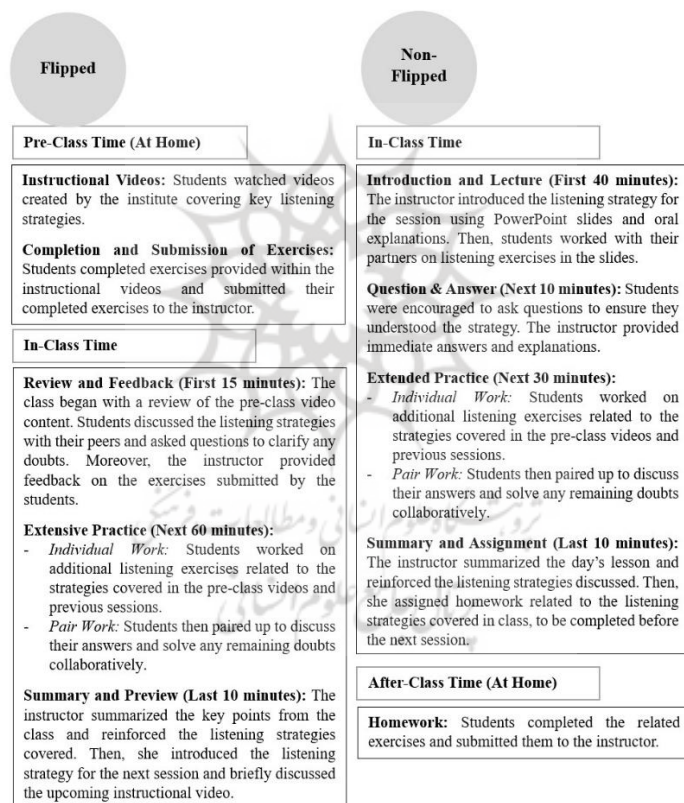 Flipped
Pre-Class Time (At Home)
Instructional Videos: Students watched videos
created by the institute covering key listening
strategies.
Completion and Submission of Exercises:
Students completed exercises provided within the
instructional videos and submitted their
completed exercises to the instructor.
In-Class Time
Review and Feedback (First 15 minutes): The
class began with a review of the pre-class video
content. Students discussed the listening strategies
with their peers and asked questions to clarify any
doubts. Moreover, the instructor provided
feedback on the exercises submitted by the
students.
Extensive Practice (Next 60 minutes):
- Individual Work: Students worked on
additional listening exercises related to the
strategies covered in the pre-class videos and
previous sessions.
- Pair Work: Students then paired up to discuss
their answers and solve any remaining doubts
collaboratively.
Summary and Preview (Last 10 minutes): The
instructor summarized the key points from the
class and reinforced the listening strategies
covered. Then, she introduced the listening
strategy for the next session and briefly discussed
the upcoming instructional video.
Non-
Flipped
In-Class Time
Introduction and Lecture (First 40 minutes):
The instructor introduced the listening strategy for
the session using PowerPoint slides and oral
explanations. Then, students worked with their
partners on listening exercises in the slides.
Question & Answer (Next 10 minutes): Students
were encouraged to ask questions to ensure they
understood the strategy. The instructor provided
immediate answers and explanations.
Extended Practice (Next 30 minutes):
- Individual Work: Students worked on
additional listening exercises related to the
strategies covered in the pre-class videos and
previous sessions.
- Pair Work: Students then paired up to discuss
their answers and solve any remaining doubts
collaboratively.
Summary and Assignment (Last 10 minutes):
The instructor summarized the day's lesson and
reinforced the listening strategies discussed. Then,
she assigned homework related to the listening
strategies covered in class, to be completed before
the next session.
After-Class Time (At Home)
Homework: Students completed the related
exercises and submitted them to the instructor.
پژوهشگاه علوم انسانی و مطالعات فرهنگی
پرتال جامع علوم انسانی